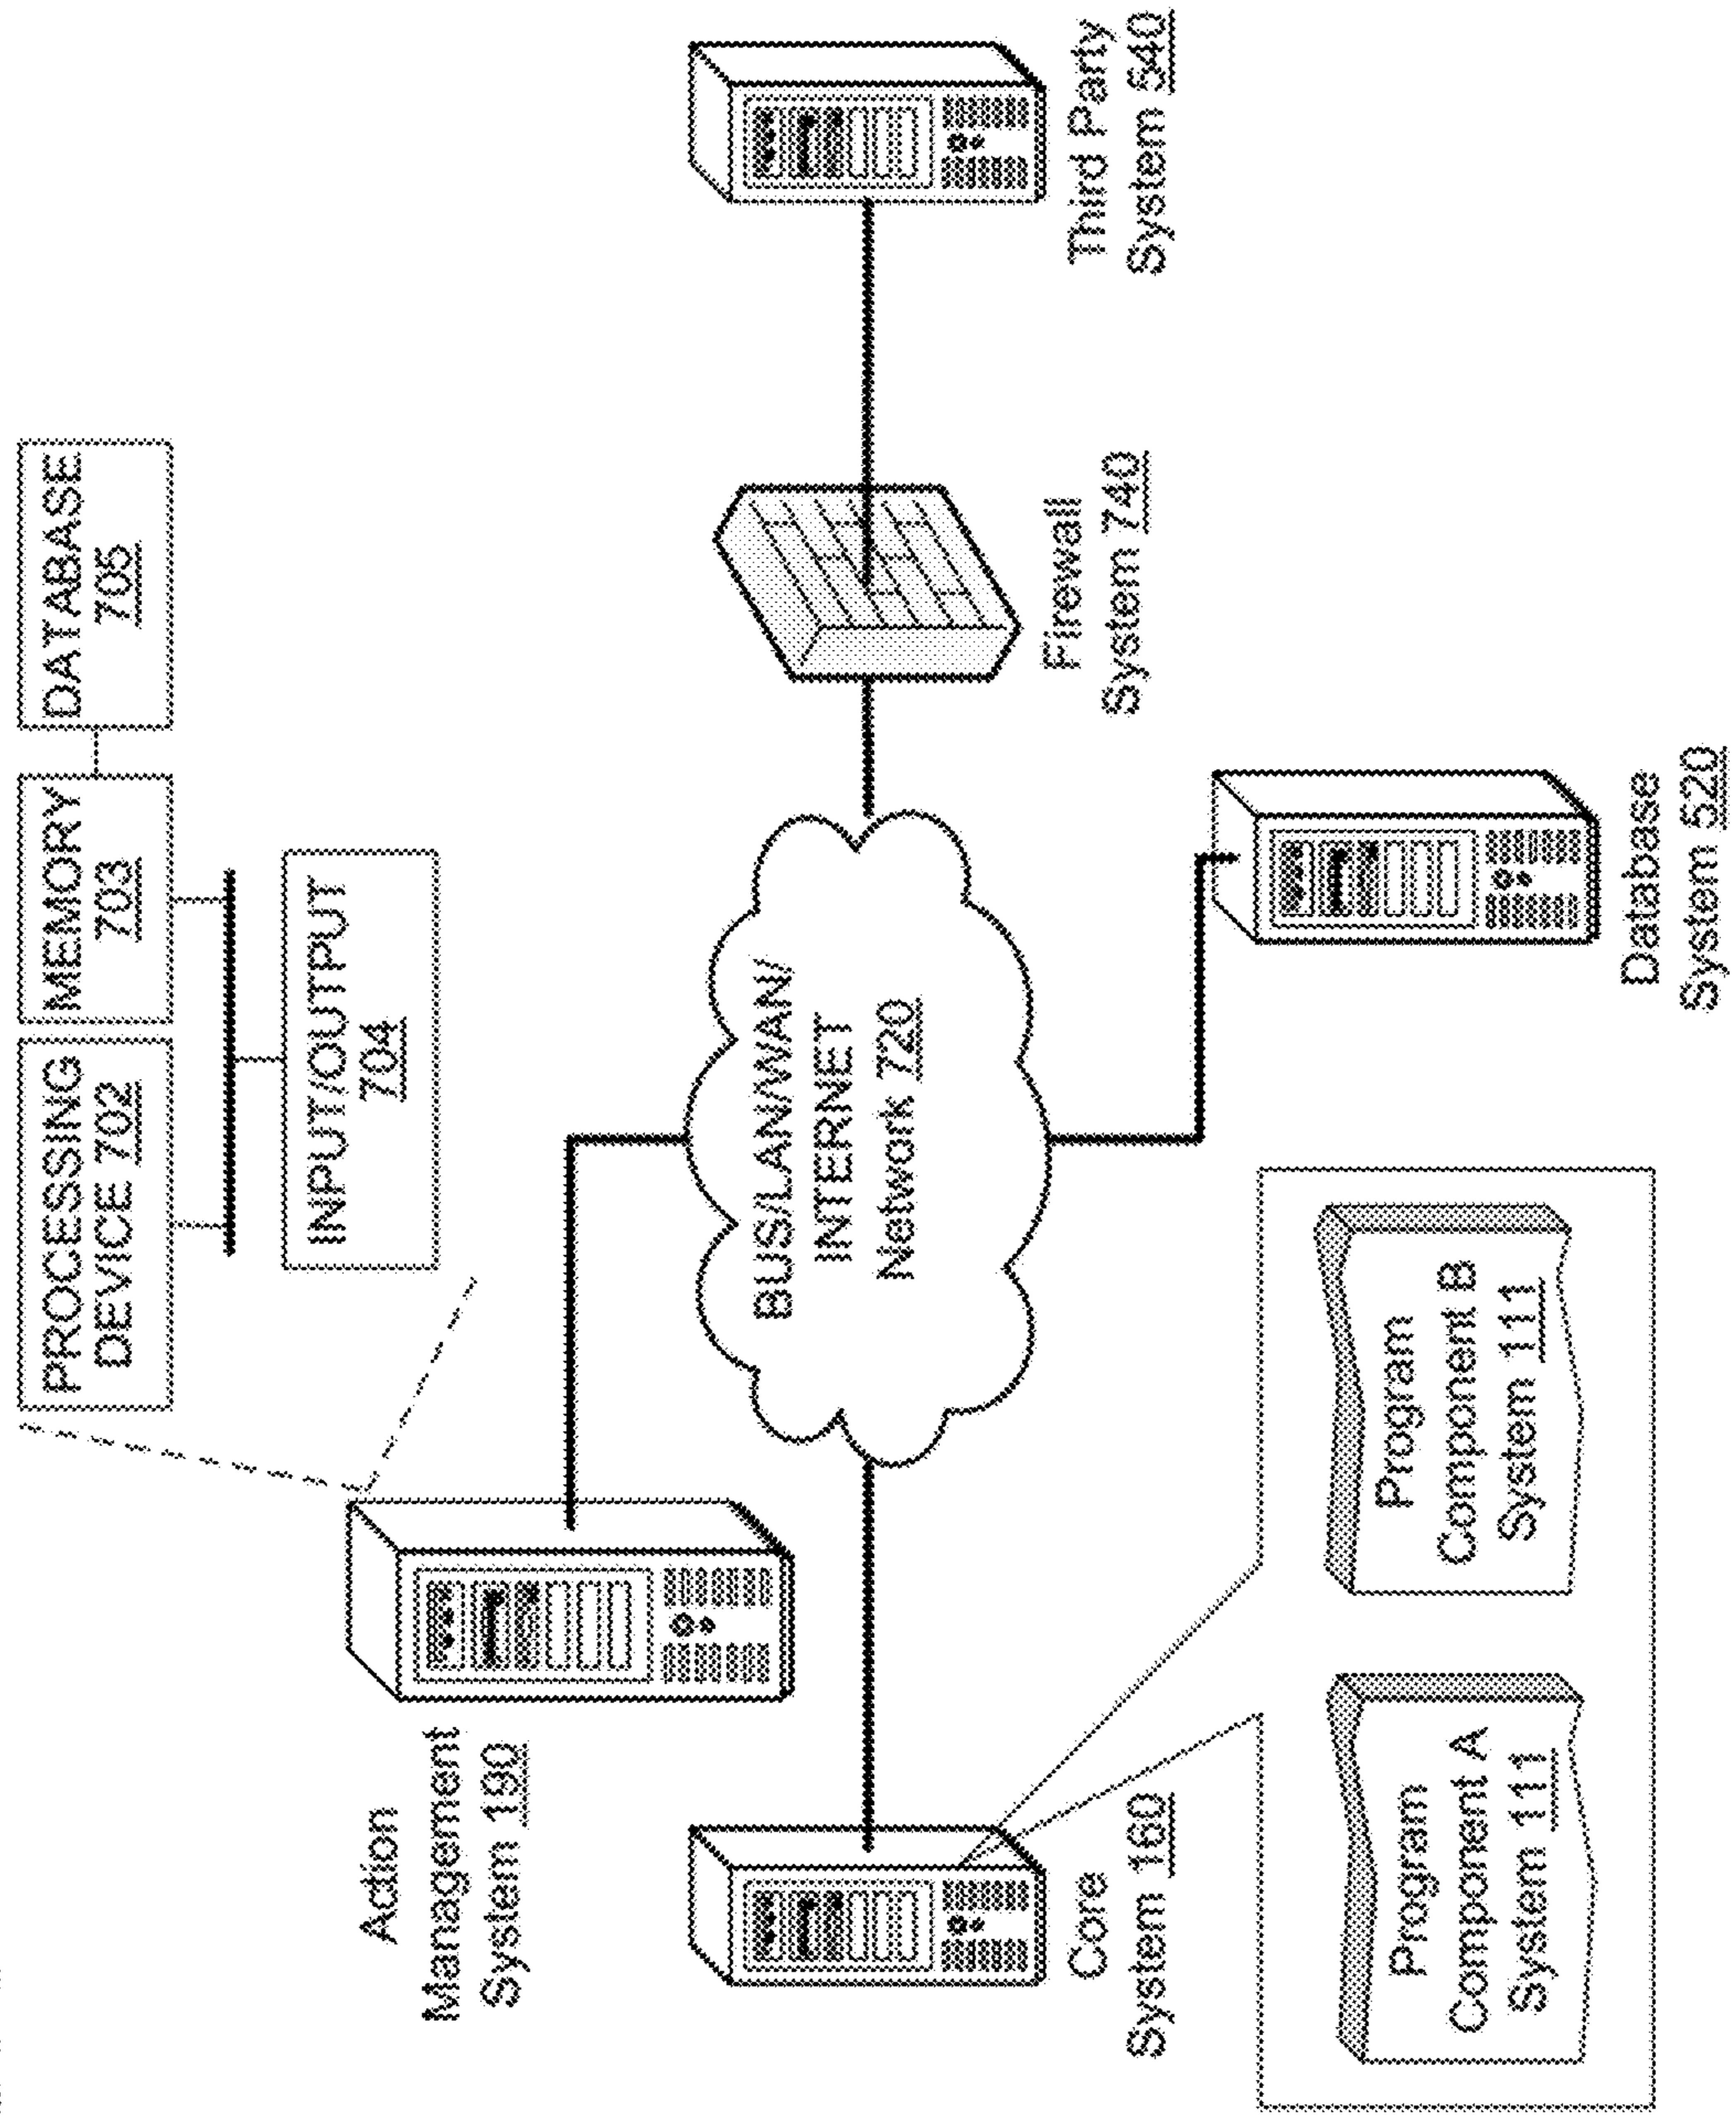 PROCESSING
DEVICE 702
MEMORY
703
DATABASE
705
INPUT/OUTPUT
704
Action
Management
System 190
BUS/LAN/WAN/
INTERNET
Network 720
Core
System 160
Firewall
System 740
Third Party
System 540
Database
System 520
Program
Component A
System 111
Program
Component B
System 111